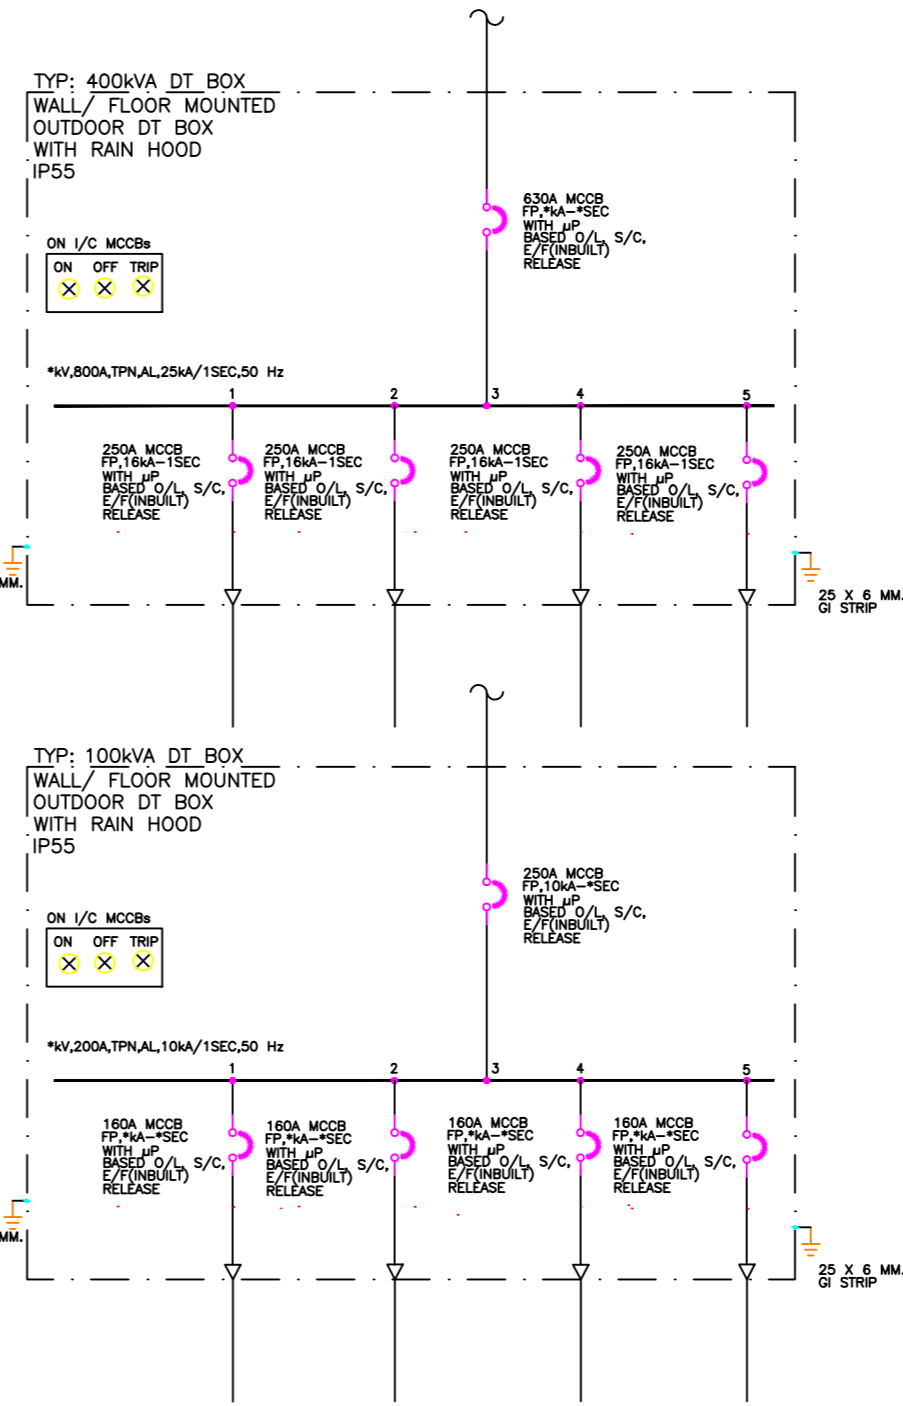 TYP: 400kVA DT BOX
WALL/ FLOOR MOUNTED
OUTDOOR DT BOX
WITH RAIN HOOD
IP55
630A MCCB
FP,*kA-*SEC
WITH µP
BASED O/L, S/C,
E/F(INBUILT)
RELEASE
ON I/C MCCBs
ON OFF TRIP
*kV,800A,TPN,AL,25kA/1SEC,50 Hz
1 2 3 4 5
250A MCCB
FP,16kA-1SEC
WITH µP
BASED O/L, S/C,
E/F(INBUILT)
RELEASE
250A MCCB
FP,16kA-1SEC
WITH µP
BASED O/L, S/C,
E/F(INBUILT)
RELEASE
250A MCCB
FP,16kA-1SEC
WITH µP
BASED O/L, S/C,
E/F(INBUILT)
RELEASE
250A MCCB
FP,16kA-1SEC
WITH µP
BASED O/L, S/C,
E/F(INBUILT)
RELEASE
MM.
25 X 6 MM.
GI STRIP
TYP: 100kVA DT BOX
WALL/ FLOOR MOUNTED
OUTDOOR DT BOX
WITH RAIN HOOD
IP55
250A MCCB
FP,10kA-*SEC
WITH µP
BASED O/L, S/C,
E/F(INBUILT)
RELEASE
ON I/C MCCBs
ON OFF TRIP
*kV,200A,TPN,AL,10kA/1SEC,50 Hz
1 2 3 4 5
160A MCCB
FP,*kA-*SEC
WITH µP
BASED O/L, S/C,
E/F(INBUILT)
RELEASE
160A MCCB
FP,*kA-*SEC
WITH µP
BASED O/L, S/C,
E/F(INBUILT)
RELEASE
160A MCCB
FP,*kA-*SEC
WITH µP
BASED O/L, S/C,
E/F(INBUILT)
RELEASE
160A MCCB
FP,*kA-*SEC
WITH µP
BASED O/L, S/C,
E/F(INBUILT)
RELEASE
MM.
25 X 6 MM.
GI STRIP